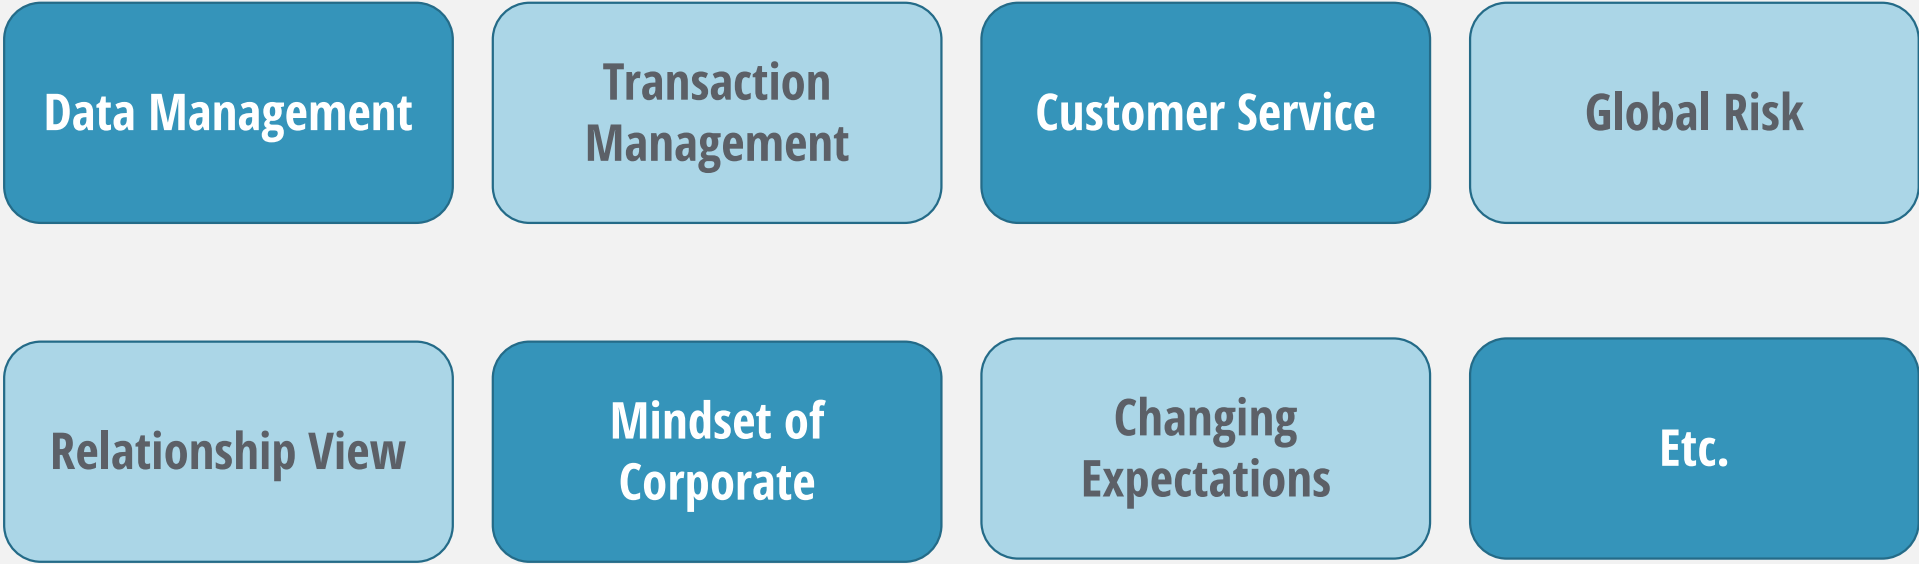 Data Management
Transaction
Management
Customer Service
Global Risk
Relationship View
Mindset of
Corporate
Changing
Expectations
Etc.